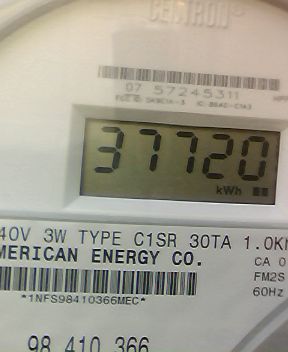 CENTRON®
07 57245311
37720
kWh
40V 3W TYPE C1SR 30TA 1.0K
MERICAN ENERGY CO.
CA 0
FM2S
60Hz
*1NFS98410366MEC*
98 410 366